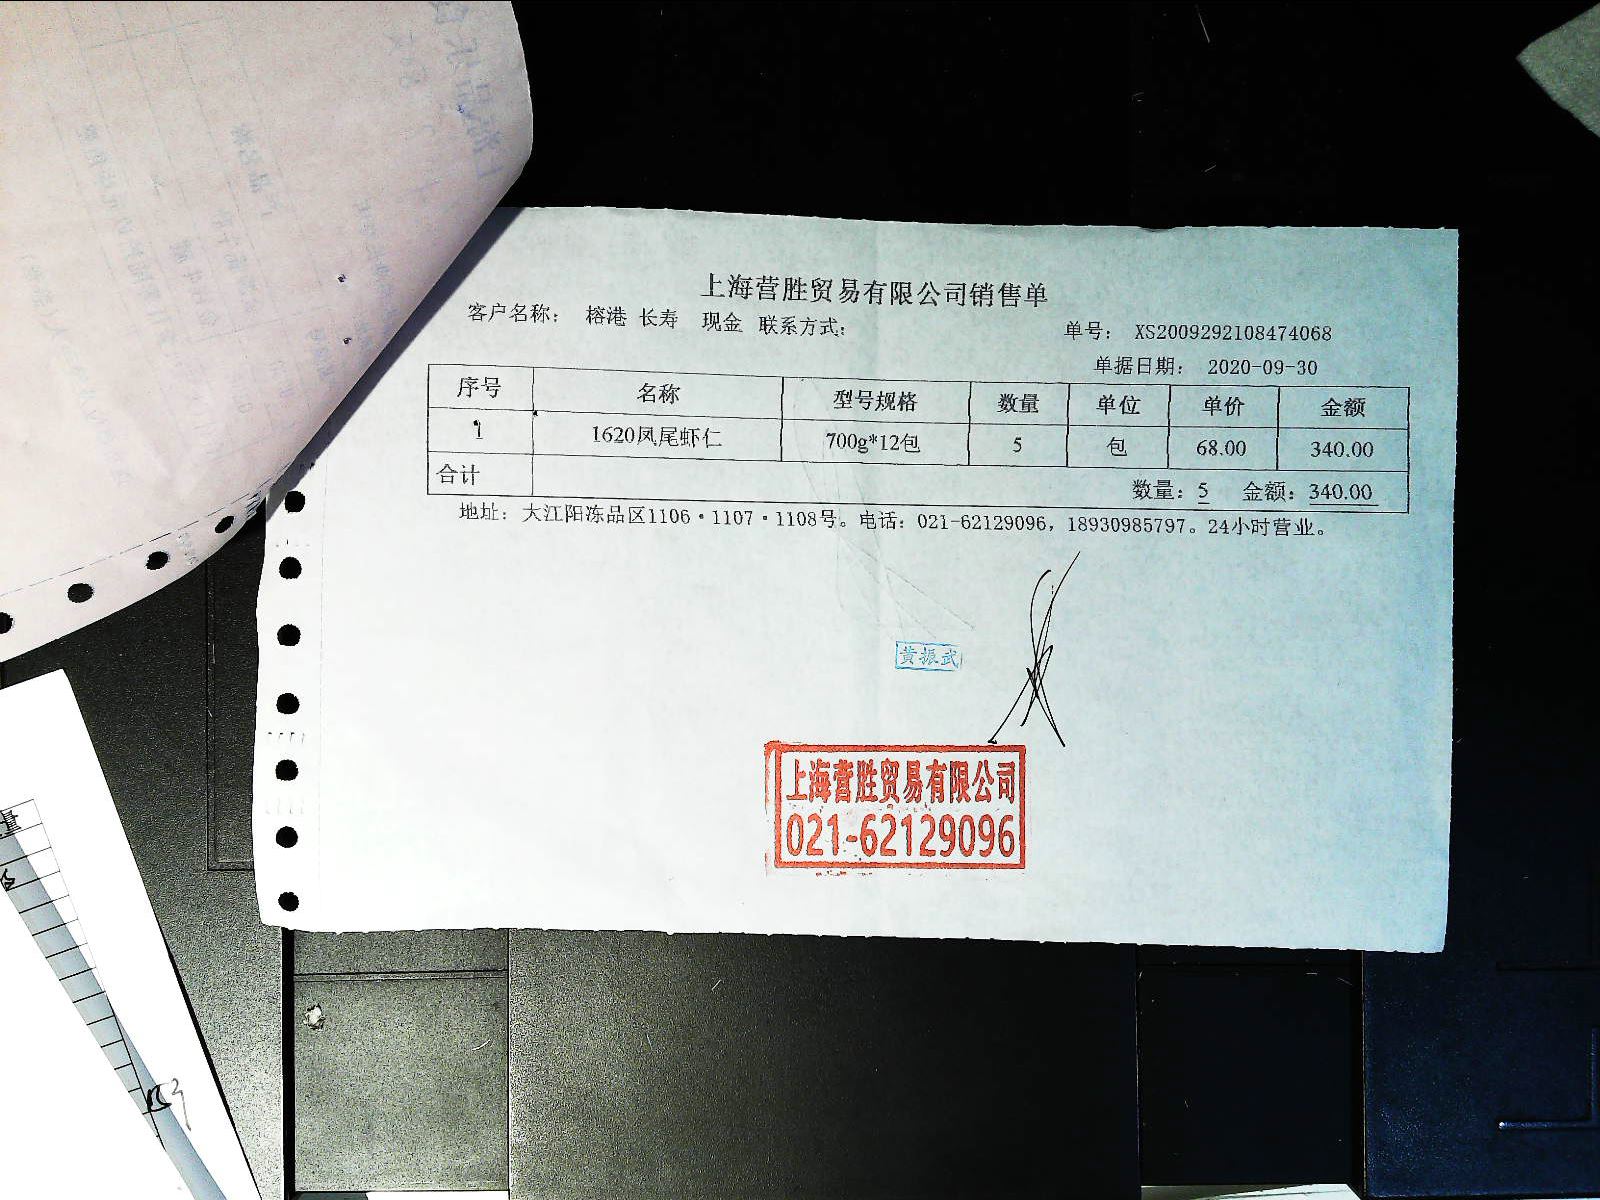 上海营胜贸易有限公司销售单
客户名称: 榕港 长寿 现金 联系方式: 单号: XS2009292108474068
单据日期: 2020-09-30
序号 名称 型号规格 数量 单位 单价 金额
1 1620凤尾虾仁 700g*12包 5 包 68.00 340.00
合计 数量: 5 金额: 340.00
地址: 大江阳冻品区1106·1107·1108号。电话: 021-62129096, 18930985797。24小时营业。
黄振武
上海营胜贸易有限公司
021-62129096